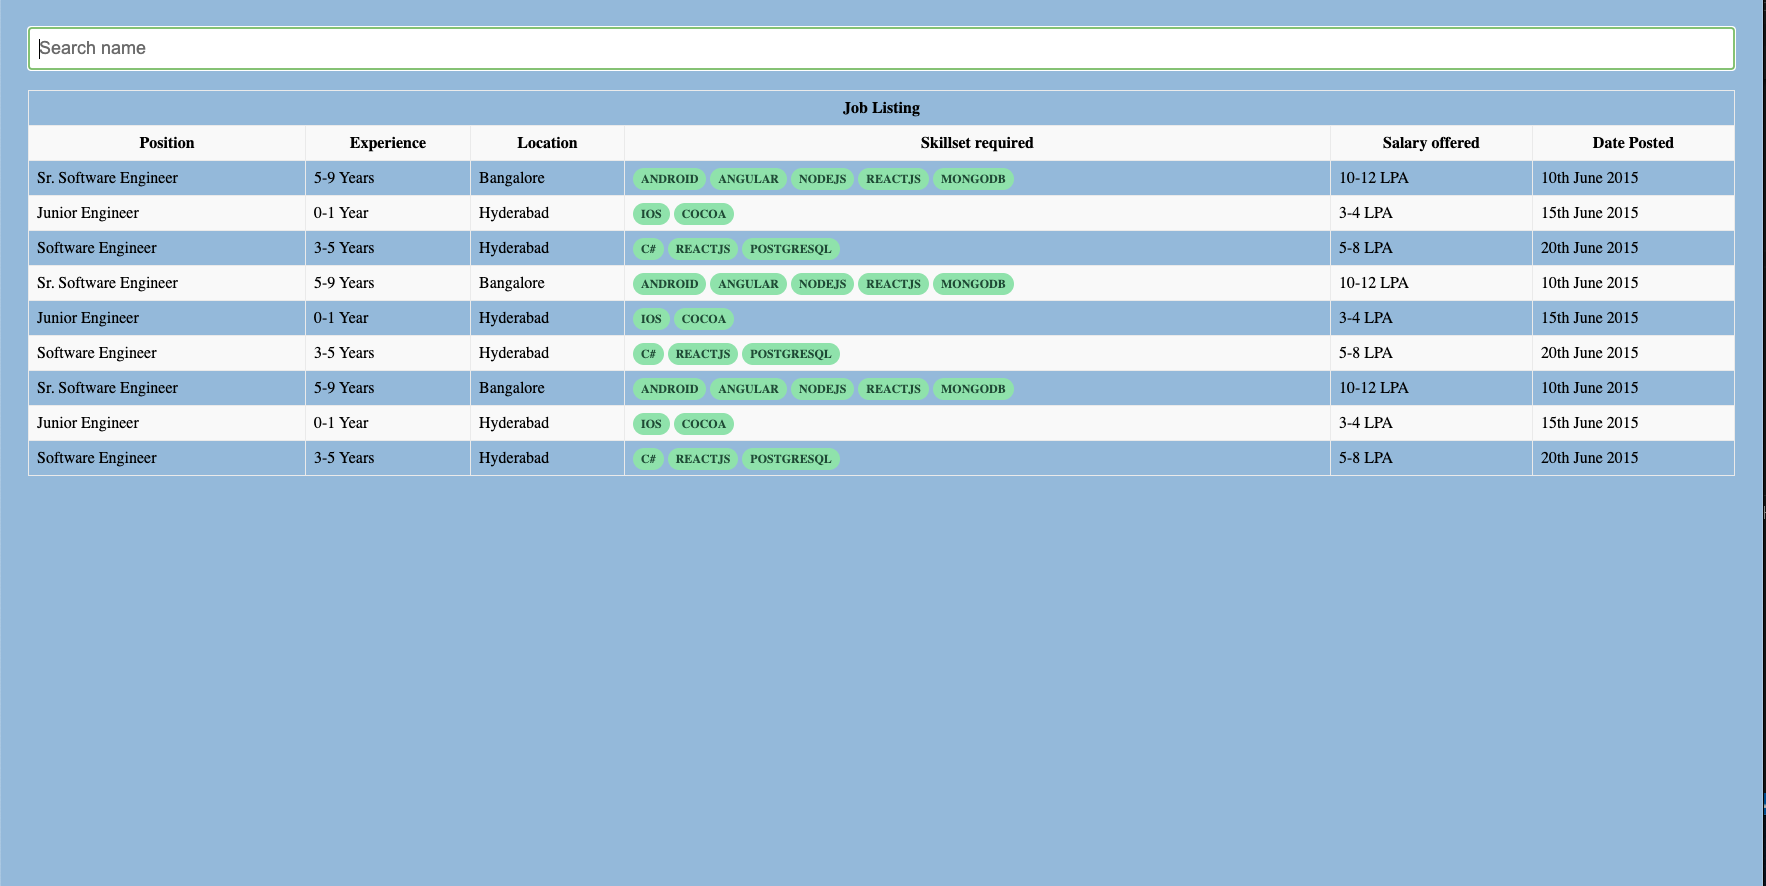 Search name
Job Listing
Position Experience Location Skillset required Salary offered Date Posted
Sr. Software Engineer 5-9 Years Bangalore ANDROID ANGULAR NODEJS REACTJS MONGODB 10-12 LPA 10th June 2015
Junior Engineer 0-1 Year Hyderabad IOS COCOA 3-4 LPA 15th June 2015
Software Engineer 3-5 Years Hyderabad C# REACTJS POSTGRESQL 5-8 LPA 20th June 2015
Sr. Software Engineer 5-9 Years Bangalore ANDROID ANGULAR NODEJS REACTJS MONGODB 10-12 LPA 10th June 2015
Junior Engineer 0-1 Year Hyderabad IOS COCOA 3-4 LPA 15th June 2015
Software Engineer 3-5 Years Hyderabad C# REACTJS POSTGRESQL 5-8 LPA 20th June 2015
Sr. Software Engineer 5-9 Years Bangalore ANDROID ANGULAR NODEJS REACTJS MONGODB 10-12 LPA 10th June 2015
Junior Engineer 0-1 Year Hyderabad IOS COCOA 3-4 LPA 15th June 2015
Software Engineer 3-5 Years Hyderabad C# REACTJS POSTGRESQL 5-8 LPA 20th June 2015